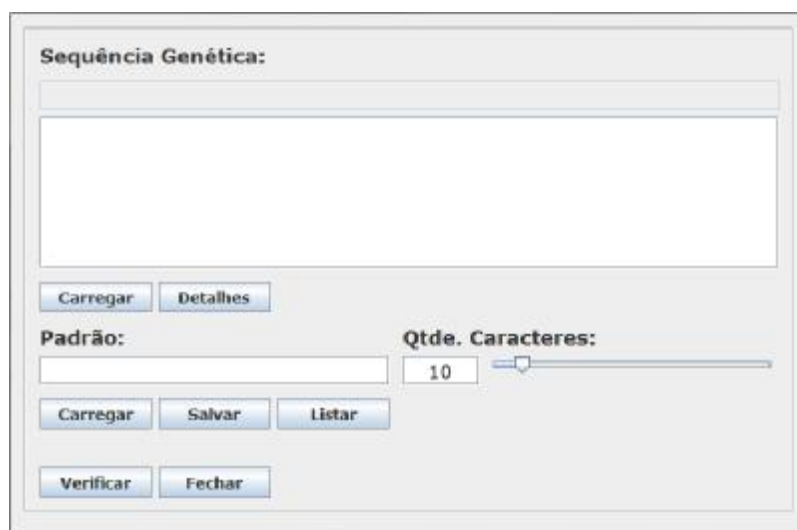 Sequência Genética:
Carregar Detalhes
Padrão: Qtde. Caracteres:
10
Carregar Salvar Listar
Verificar Fechar